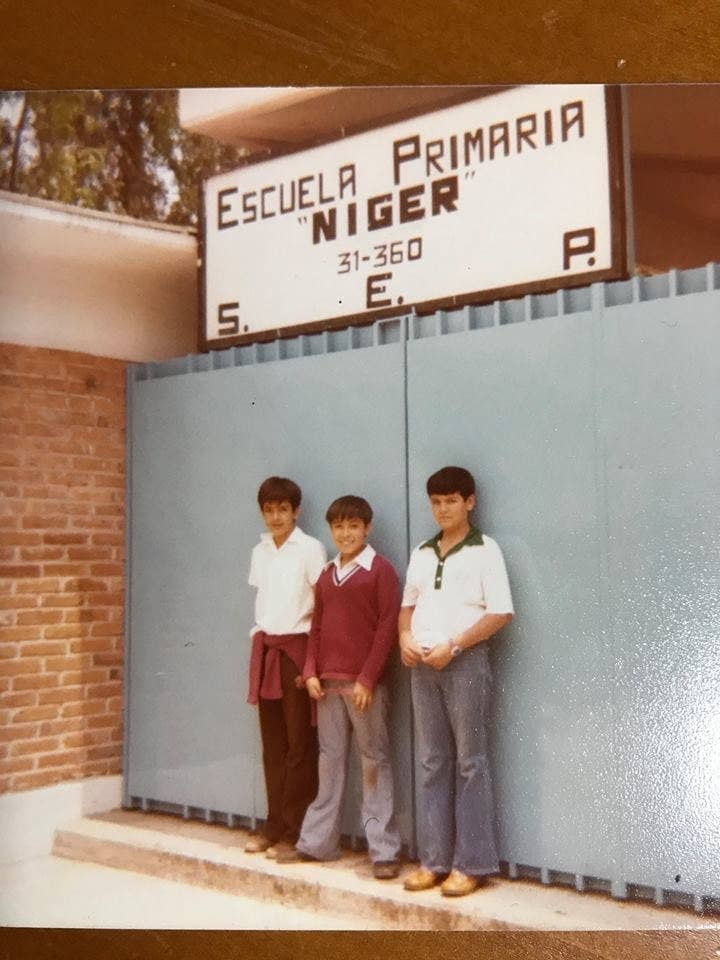 ESCUELA PRIMARIA
"NIGER"
31-360
S. E. P.